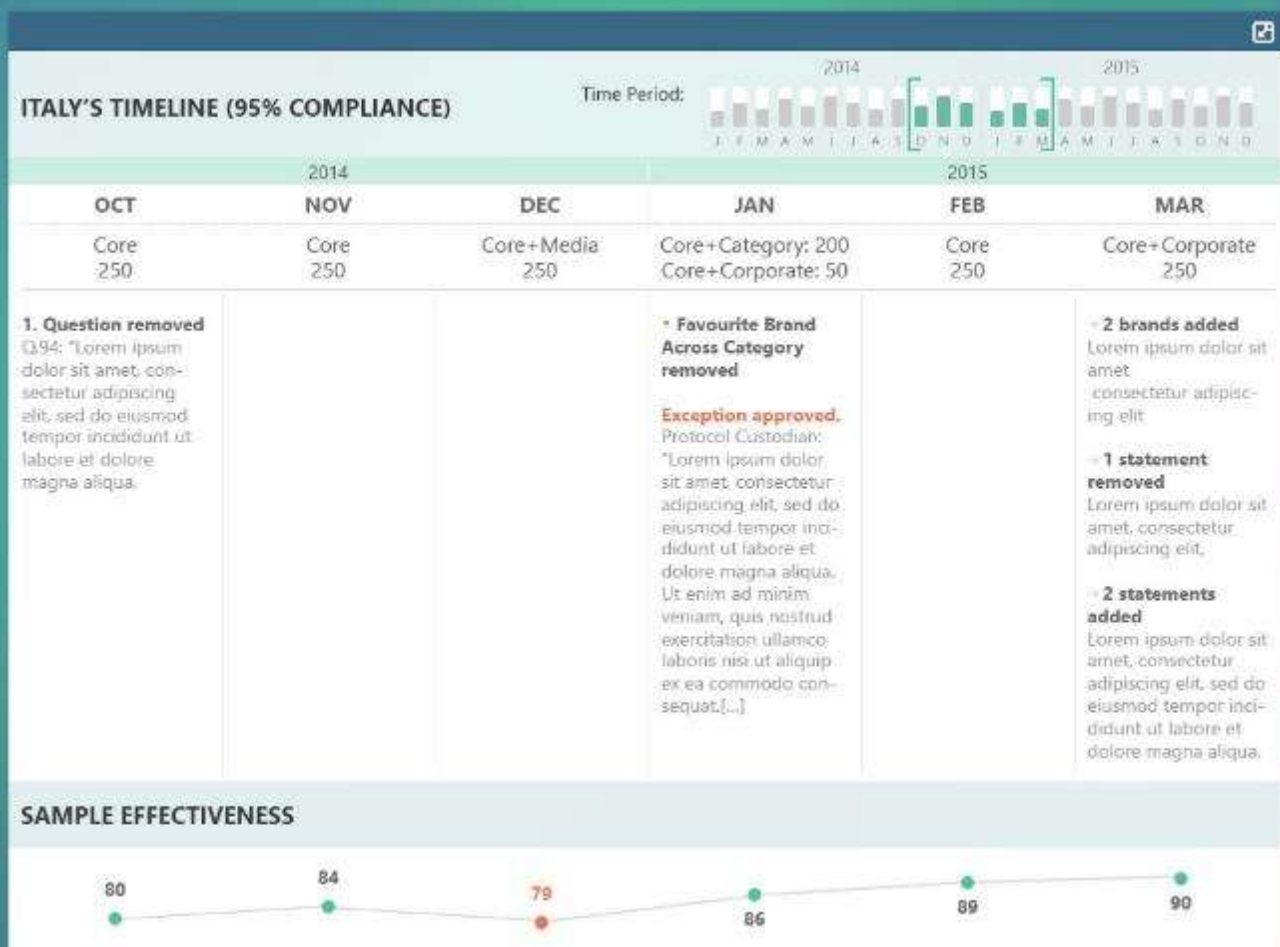 2014 2015
ITALY'S TIMELINE (95% COMPLIANCE)
Time Period:
J F M A M J J A S O N D J F M A M J J A S O N D
2014 2015
OCT NOV DEC JAN FEB MAR
Core Core Core+Media Core+Category: 200 Core Core+Corporate
250 250 250 Core+Corporate: 50 250 250
1. Question removed
Q.94: "Lorem ipsum
dolor sit amet, con-
sectetur adipiscing
elit, sed do eiusmod
tempor incididunt ut
labore et dolore
magna aliqua.
• Favourite Brand
Across Category
removed
Exception approved.
Protocol Custodian:
"Lorem ipsum dolor
sit amet, consectetur
adipiscing elit, sed do
eiusmod tempor inci-
didunt ut labore et
dolore magna aliqua.
Ut enim ad minim
veniam, quis nostrud
exercitation ullamco
laboris nisi ut aliquip
ex ea commodo con-
sequat.[...]
• 2 brands added
Lorem ipsum dolor sit
amet
consectetur adipisc-
ing elit
• 1 statement
removed
Lorem ipsum dolor sit
amet, consectetur
adipiscing elit,
• 2 statements
added
Lorem ipsum dolor sit
amet, consectetur
adipiscing elit, sed do
eiusmod tempor inci-
didunt ut labore et
dolore magna aliqua.
SAMPLE EFFECTIVENESS
80 84 79 86 89 90